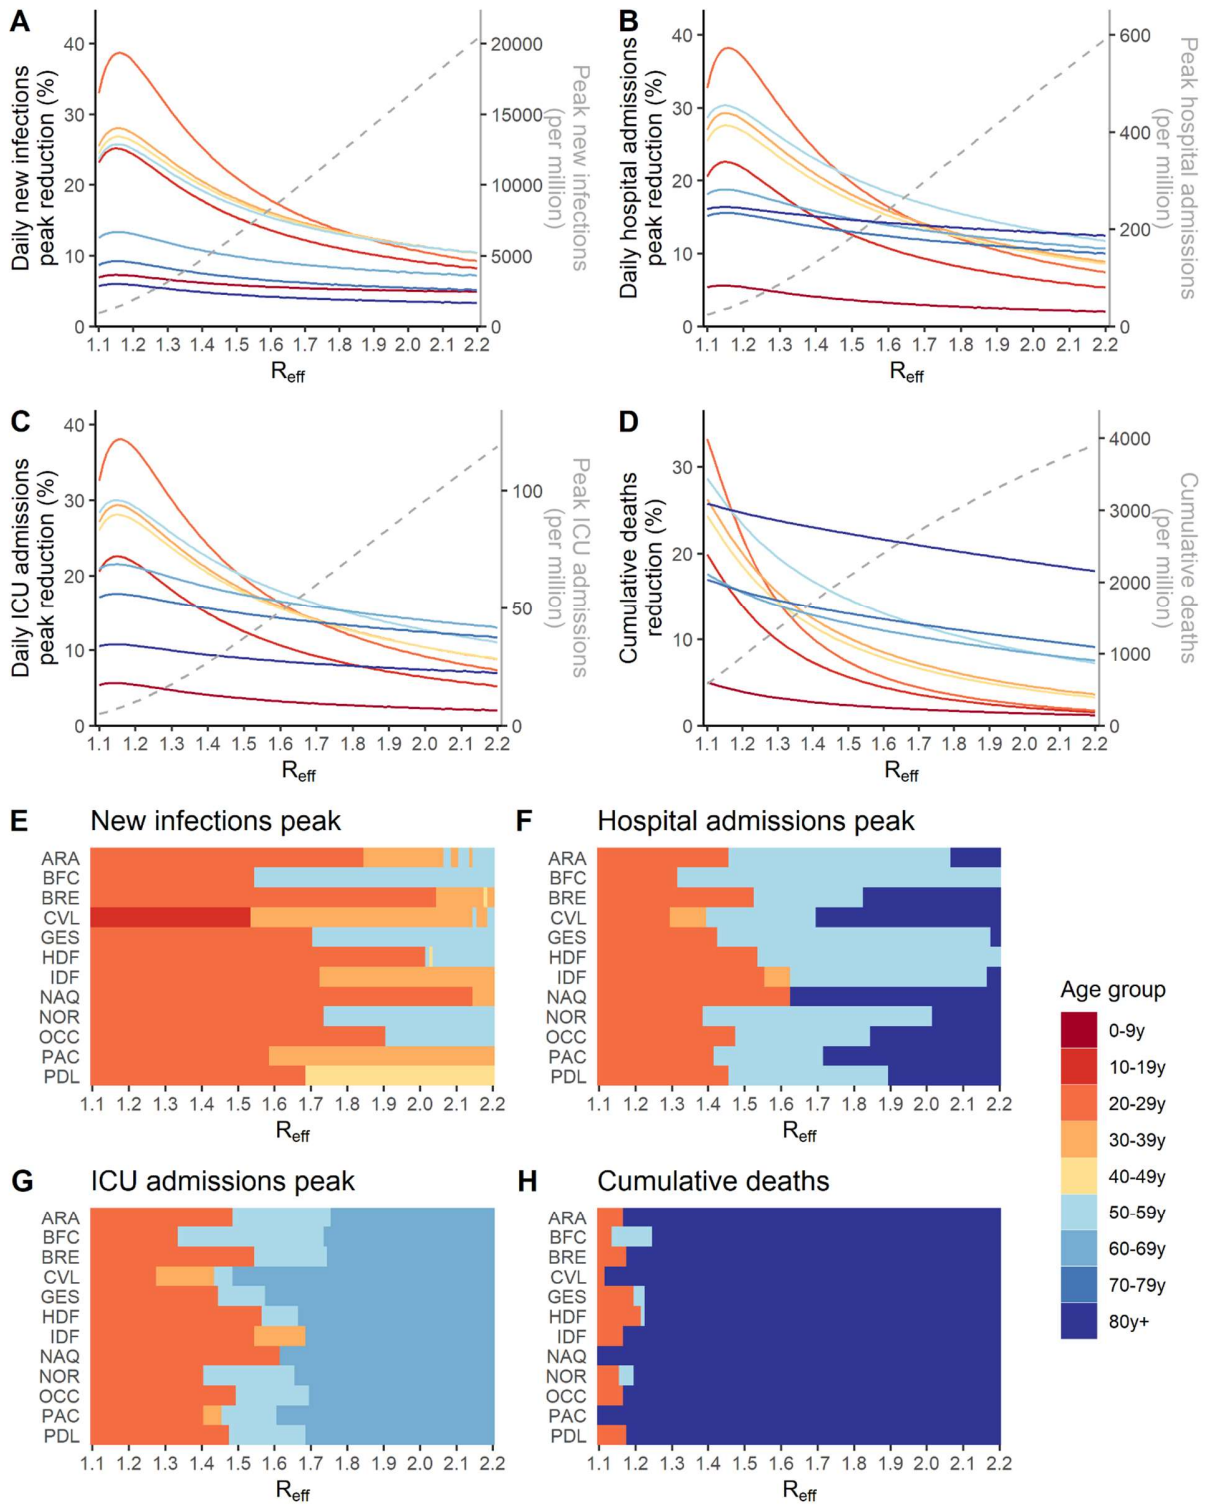 A
Daily new infections
peak reduction (%)
40
30
20
10
0
20000
15000
10000
5000
0
Peak new infections
(per million)
1.1 1.2 1.3 1.4 1.5 1.6 1.7 1.8 1.9 2.0 2.1 2.2
Reff
B
Daily hospital admissions
peak reduction (%)
40
30
20
10
0
600
400
200
0
Peak hospital admissions
(per million)
1.1 1.2 1.3 1.4 1.5 1.6 1.7 1.8 1.9 2.0 2.1 2.2
Reff
C
Daily ICU admissions
peak reduction (%)
40
30
20
10
0
100
50
0
Peak ICU admissions
(per million)
1.1 1.2 1.3 1.4 1.5 1.6 1.7 1.8 1.9 2.0 2.1 2.2
Reff
D
Cumulative deaths
reduction (%)
30
20
10
0
4000
3000
2000
1000
0
Cumulative deaths
(per million)
1.1 1.2 1.3 1.4 1.5 1.6 1.7 1.8 1.9 2.0 2.1 2.2
Reff
E New infections peak
ARA
BFC
BRE
CVL
GES
HDF
IDF
NAQ
NOR
OCC
PAC
PDL
1.1 1.2 1.3 1.4 1.5 1.6 1.7 1.8 1.9 2.0 2.1 2.2
Reff
F Hospital admissions peak
ARA
BFC
BRE
CVL
GES
HDF
IDF
NAQ
NOR
OCC
PAC
PDL
1.1 1.2 1.3 1.4 1.5 1.6 1.7 1.8 1.9 2.0 2.1 2.2
Reff
G ICU admissions peak
ARA
BFC
BRE
CVL
GES
HDF
IDF
NAQ
NOR
OCC
PAC
PDL
1.1 1.2 1.3 1.4 1.5 1.6 1.7 1.8 1.9 2.0 2.1 2.2
Reff
H Cumulative deaths
ARA
BFC
BRE
CVL
GES
HDF
IDF
NAQ
NOR
OCC
PAC
PDL
1.1 1.2 1.3 1.4 1.5 1.6 1.7 1.8 1.9 2.0 2.1 2.2
Reff
Age group
0-9y
10-19y
20-29y
30-39y
40-49y
50-59y
60-69y
70-79y
80y+